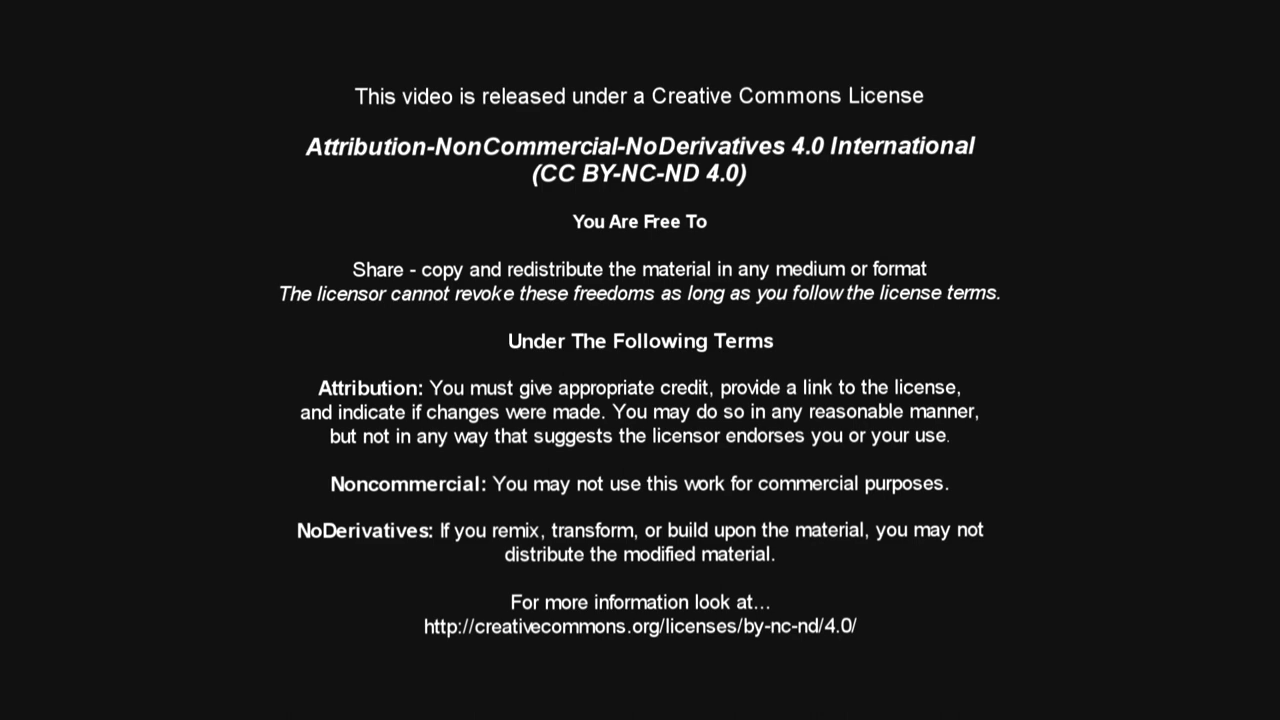 This video is released under a Creative Commons License
Attribution-NonCommercial-NoDerivatives 4.0 International
(CC BY-NC-ND 4.0)
You Are Free To
Share - copy and redistribute the material in any medium or format
The licensor cannot revoke these freedoms as long as you follow the license terms.
Under The Following Terms
Attribution: You must give appropriate credit, provide a link to the license,
and indicate if changes were made. You may do so in any reasonable manner,
but not in any way that suggests the licensor endorses you or your use.
Noncommercial: You may not use this work for commercial purposes.
NoDerivatives: If you remix, transform, or build upon the material, you may not
distribute the modified material.
For more information look at...
http://creativecommons.org/licenses/by-nc-nd/4.0/